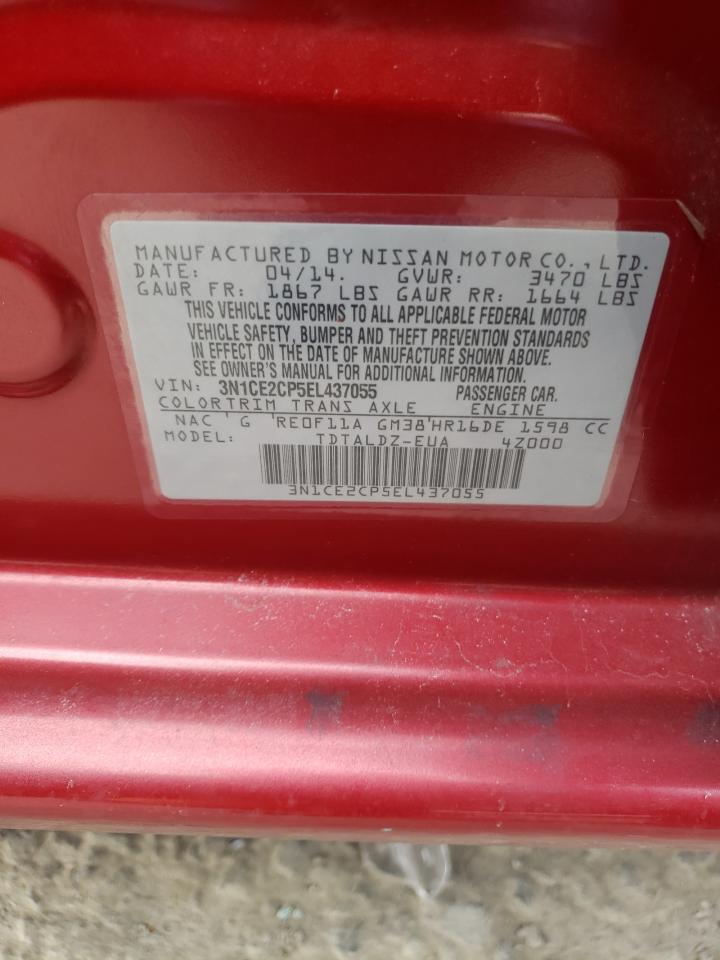 MANUFACTURED BY NISSAN MOTOR CO., LTD.
DATE: 04/14. GVWR: 3470 LBS
GAWR FR: 1867 LBS GAWR RR: 1664 LBS
THIS VEHICLE CONFORMS TO ALL APPLICABLE FEDERAL MOTOR
VEHICLE SAFETY, BUMPER AND THEFT PREVENTION STANDARDS
IN EFFECT ON THE DATE OF MANUFACTURE SHOWN ABOVE.
SEE OWNER'S MANUAL FOR ADDITIONAL INFORMATION.
VIN: 3N1CE2CP5EL437055 PASSENGER CAR.
COLOR TRIM TRANS AXLE ENGINE
NAC ' G 'RE0F11A GM38'HR16DE 1598 CC
MODEL: TDTALDZ-EUA 4Z000
3N1CE2CP5EL437055